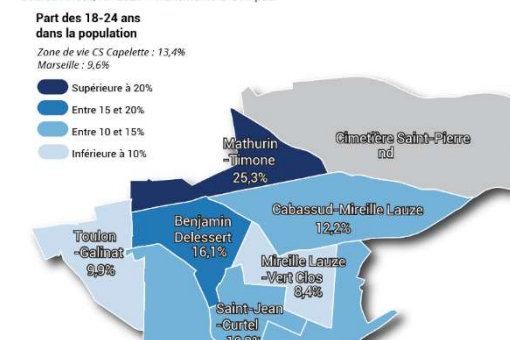 Part des 18-24 ans
dans la population
Zone de vie CS Capelette : 13,4%
Marseille : 9,6%
Supérieure à 20%
Entre 15 et 20%
Entre 10 et 15%
Inférieure à 10%
Mathurin
-Timone
25,3%
Cimetière Saint-Pierre
nd
Cabassud-Mireille Lauze
12,2%
Benjamin
Delessert
16,1%
Toulon
-Galinat
9,9%
Mireille Lauze
-Vert Clos
8,4%
Saint-Jean
-Curtel